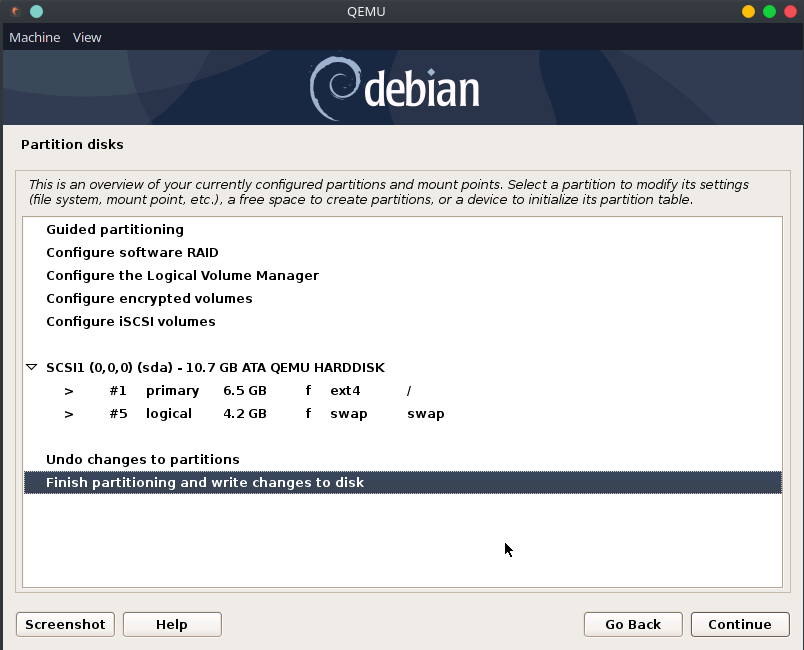 QEMU
Machine View
debian
Partition disks
This is an overview of your currently configured partitions and mount points. Select a partition to modify its settings
(file system, mount point, etc.), a free space to create partitions, or a device to initialize its partition table.
Guided partitioning
Configure software RAID
Configure the Logical Volume Manager
Configure encrypted volumes
Configure iSCSI volumes
SCSI1 (0,0,0) (sda) - 10.7 GB ATA QEMU HARDDISK
> #1 primary 6.5 GB f ext4 /
> #5 logical 4.2 GB f swap swap
Undo changes to partitions
Finish partitioning and write changes to disk
Screenshot Help Go Back Continue